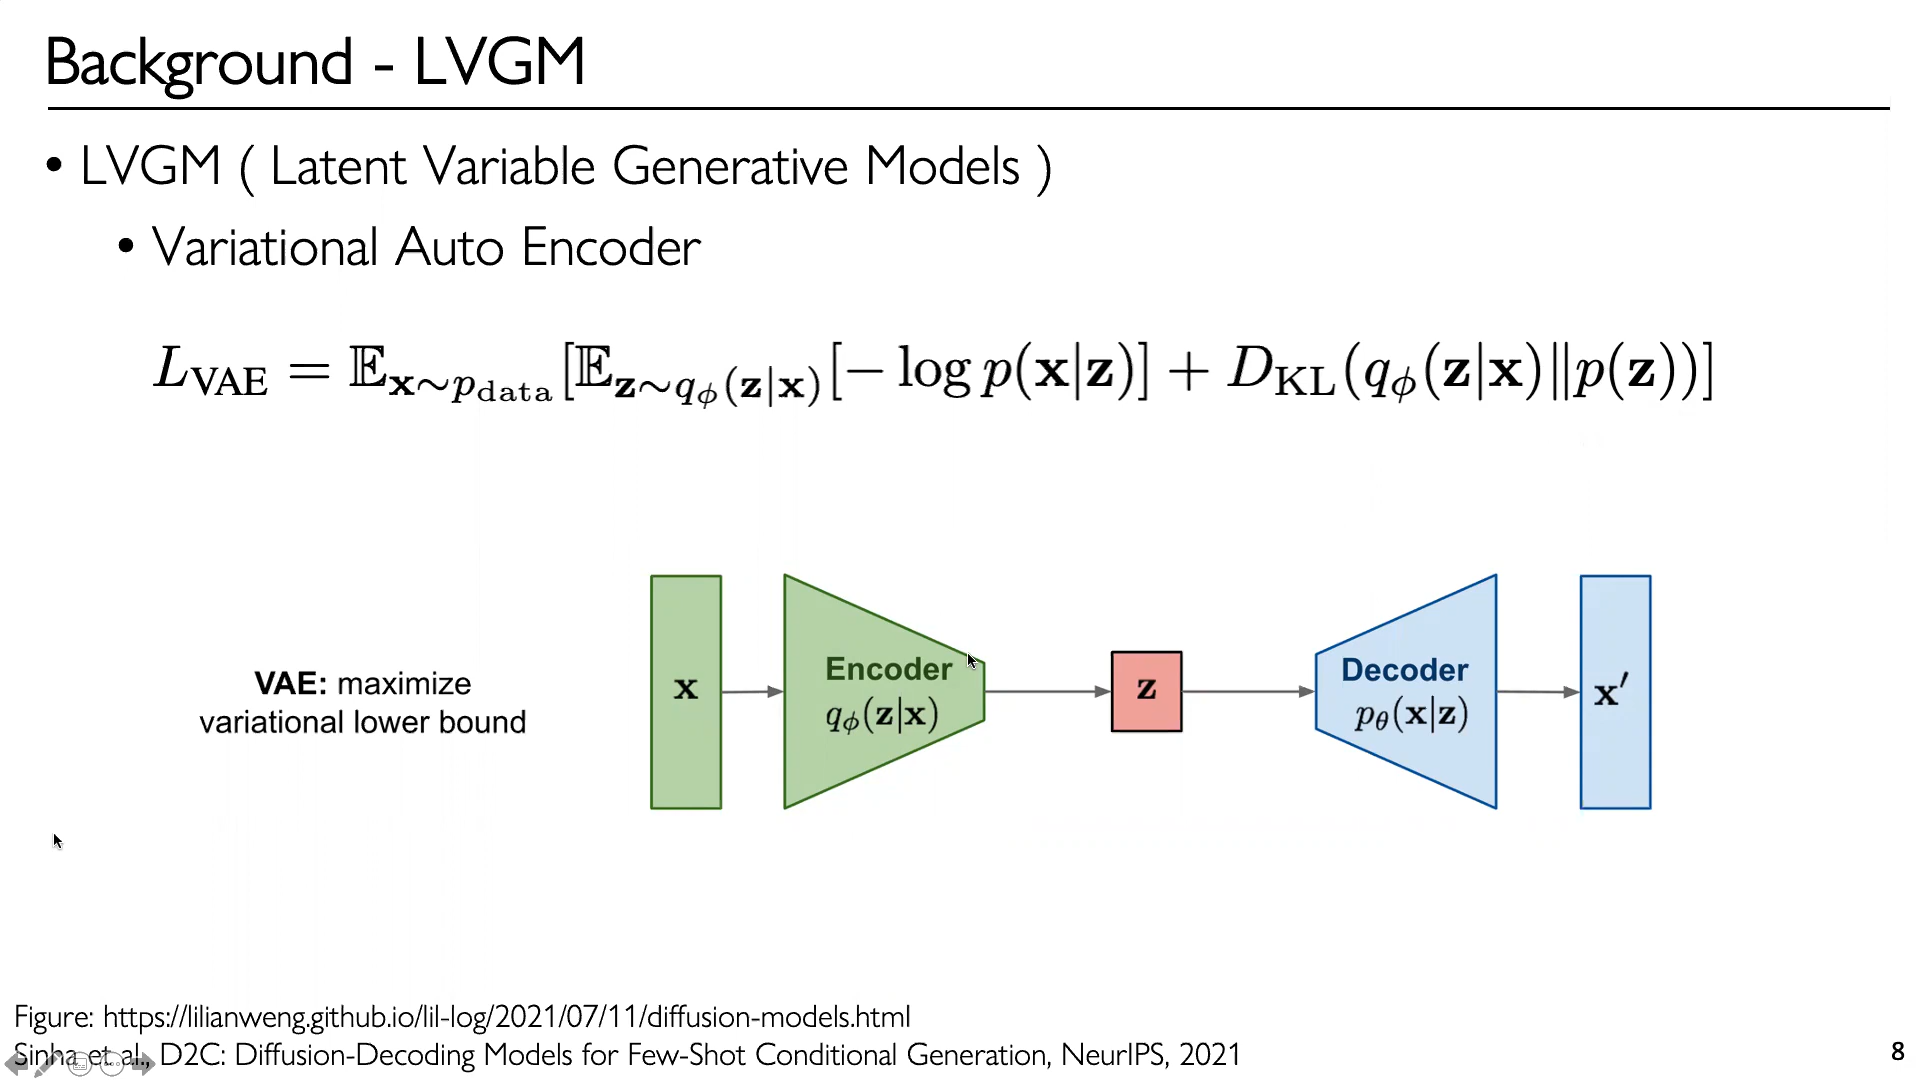 Background - LVGM
• LVGM ( Latent Variable Generative Models )
• Variational Auto Encoder
L_VAE = 𝔼_{𝐱∼p_data}[𝔼_{𝐳∼q_ϕ(𝐳|𝐱)}[− log p(𝐱|𝐳)] + D_KL(q_ϕ(𝐳|𝐱)‖p(𝐳))]
VAE: maximize
variational lower bound
x
Encoder
q_ϕ(𝐳|𝐱)
z
Decoder
p_θ(𝐱|𝐳)
x′
Figure: https://lilianweng.github.io/lil-log/2021/07/11/diffusion-models.html
Sinha et al., D2C: Diffusion-Decoding Models for Few-Shot Conditional Generation, NeurIPS, 2021
8